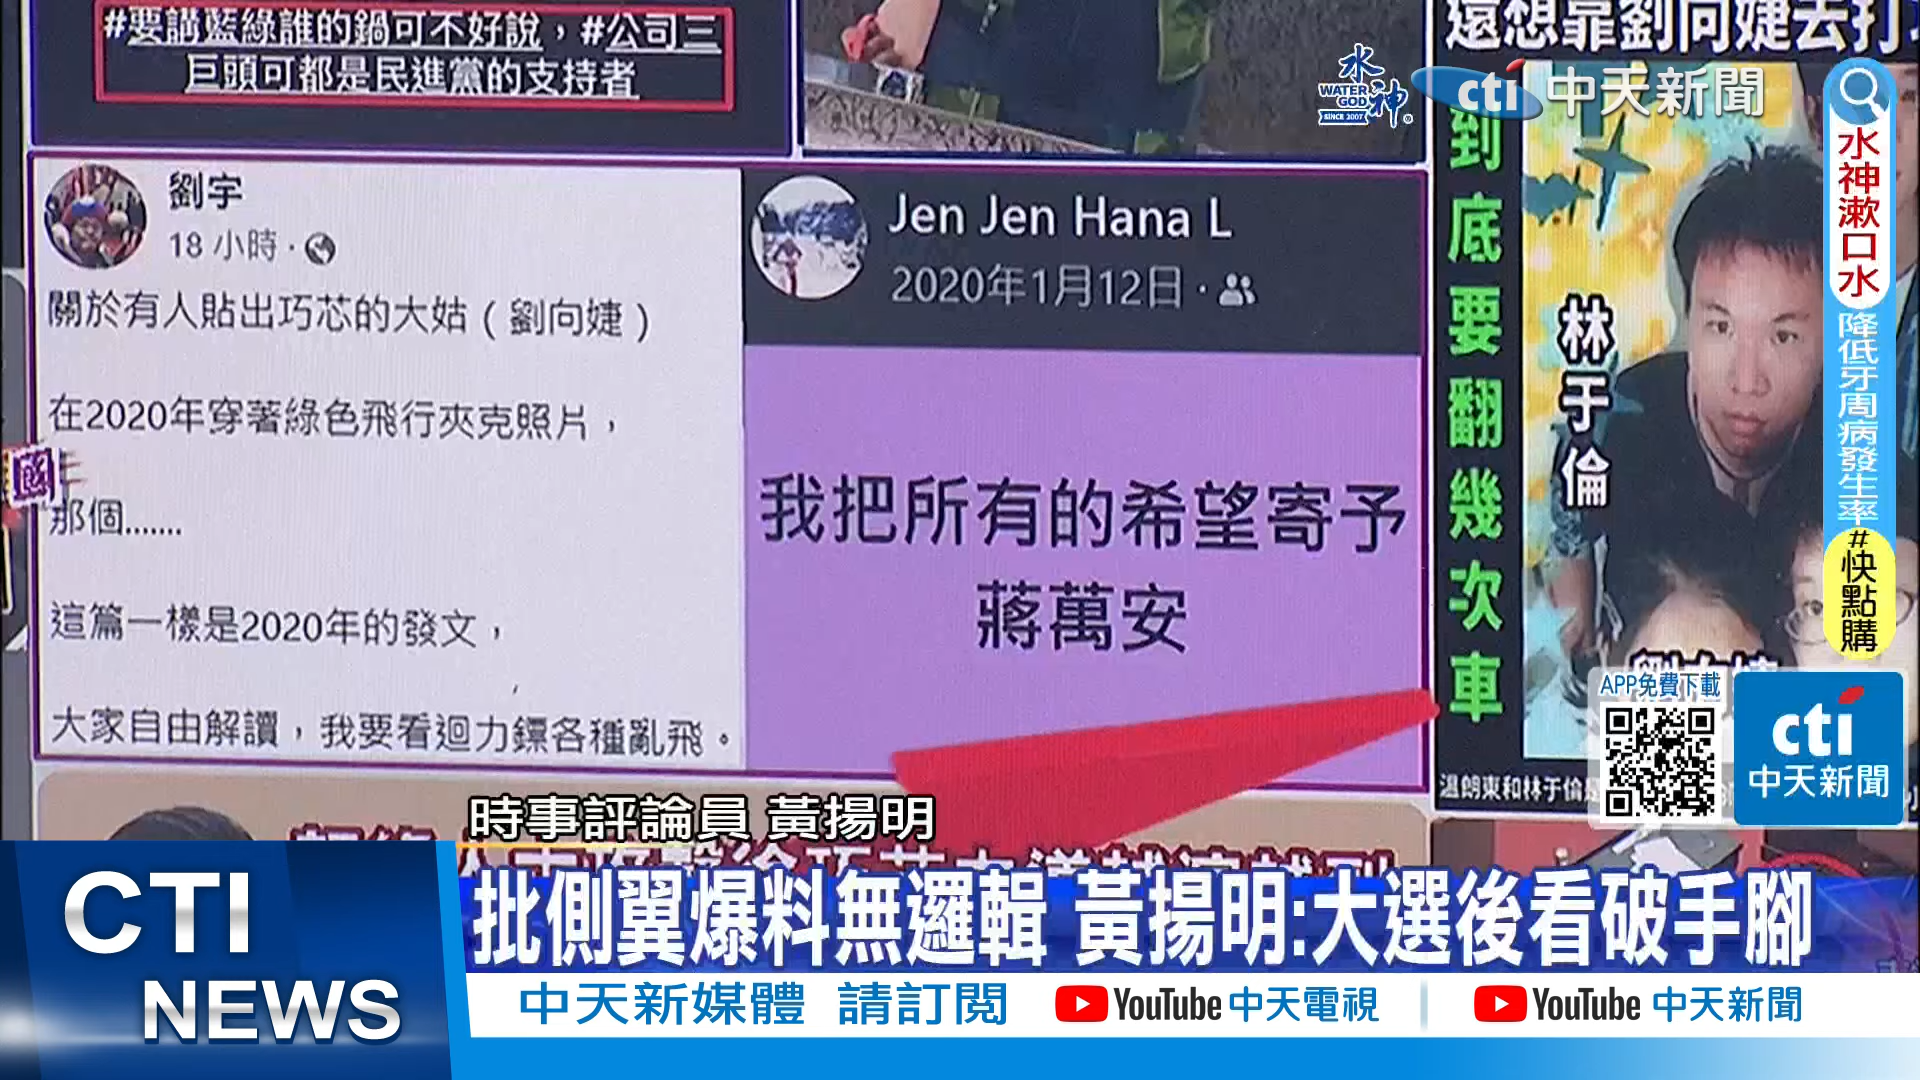 #要講藍綠誰的鍋可不好說，#公司三
巨頭可都是民進黨的支持者
還想靠劉向婕去打
水神
WATER GOD
SINCE 2007
cti 中天新聞
劉宇
18 小時
關於有人貼出巧芯的大姑（劉向婕）
在2020年穿著綠色飛行夾克照片，
那個.......
這篇一樣是2020年的發文，
大家自由解讀，我要看迴力鏢各種亂飛。
Jen Jen Hana L
2020年1月12日
我把所有的希望寄予
蔣萬安
到底要翻幾次車
林于倫
劉向婕
温朗東和林于倫
水神漱口水
降低牙周病發生率
#快點購
APP免費下載
cti
中天新聞
時事評論員 黃揚明
CTI
NEWS
批側翼爆料無邏輯 黃揚明:大選後看破手腳
中天新媒體 請訂閱 YouTube 中天電視 YouTube 中天新聞